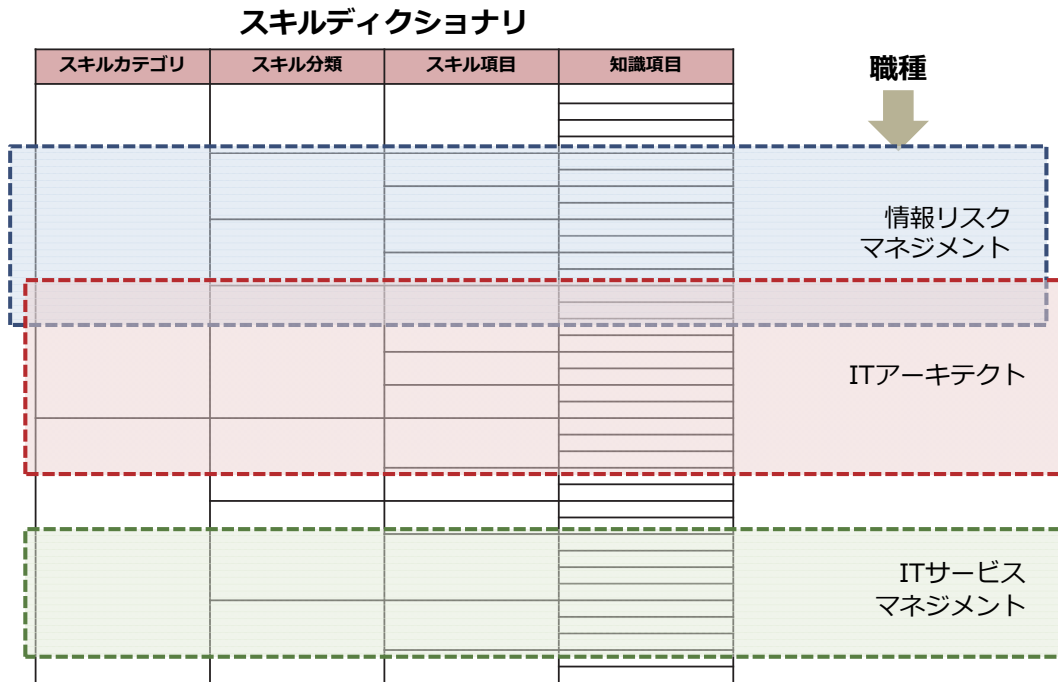 スキルディクショナリ
スキルカテゴリ スキル分類 スキル項目 知識項目
職種
情報リスク
マネジメント
ITアーキテクト
ITサービス
マネジメント